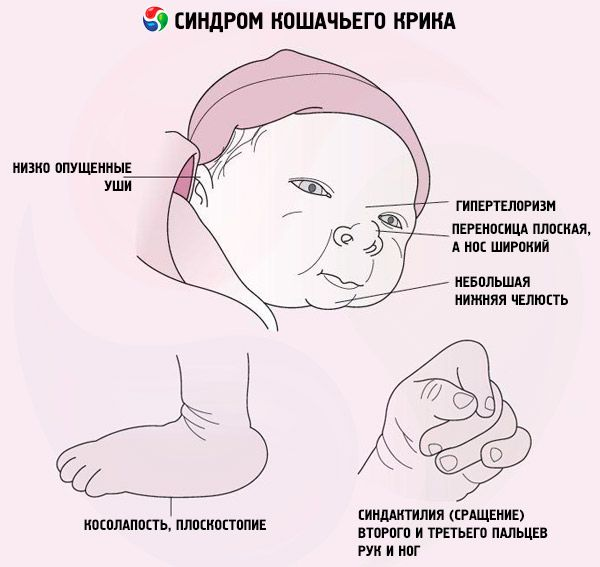 СИНДРОМ КОШАЧЬЕГО КРИКА
НИЗКО ОПУЩЕННЫЕ
УШИ
ГИПЕРТЕЛОРИЗМ
ПЕРЕНОСИЦА ПЛОСКАЯ,
А НОС ШИРОКИЙ
НЕБОЛЬШАЯ
НИЖНЯЯ ЧЕЛЮСТЬ
КОСОЛАПОСТЬ, ПЛОСКОСТОПИЕ
СИНДАКТИЛИЯ (СРАЩЕНИЕ)
ВТОРОГО И ТРЕТЬЕГО ПАЛЬЦЕВ
РУК И НОГ